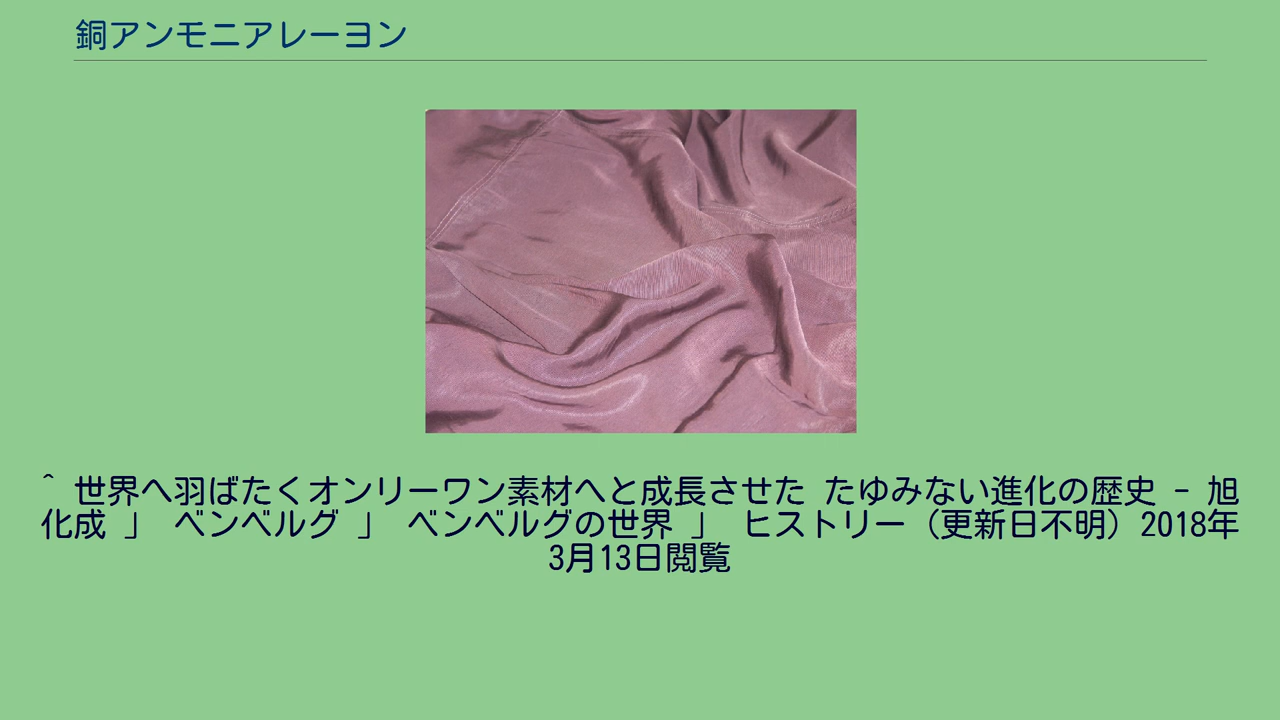 銅アンモニアレーヨン
^ 世界へ羽ばたくオンリーワン素材へと成長させた たゆみない進化の歴史 - 旭
化成 」 ベンベルグ 」 ベンベルグの世界 」 ヒストリー（更新日不明）2018年
3月13日閲覧